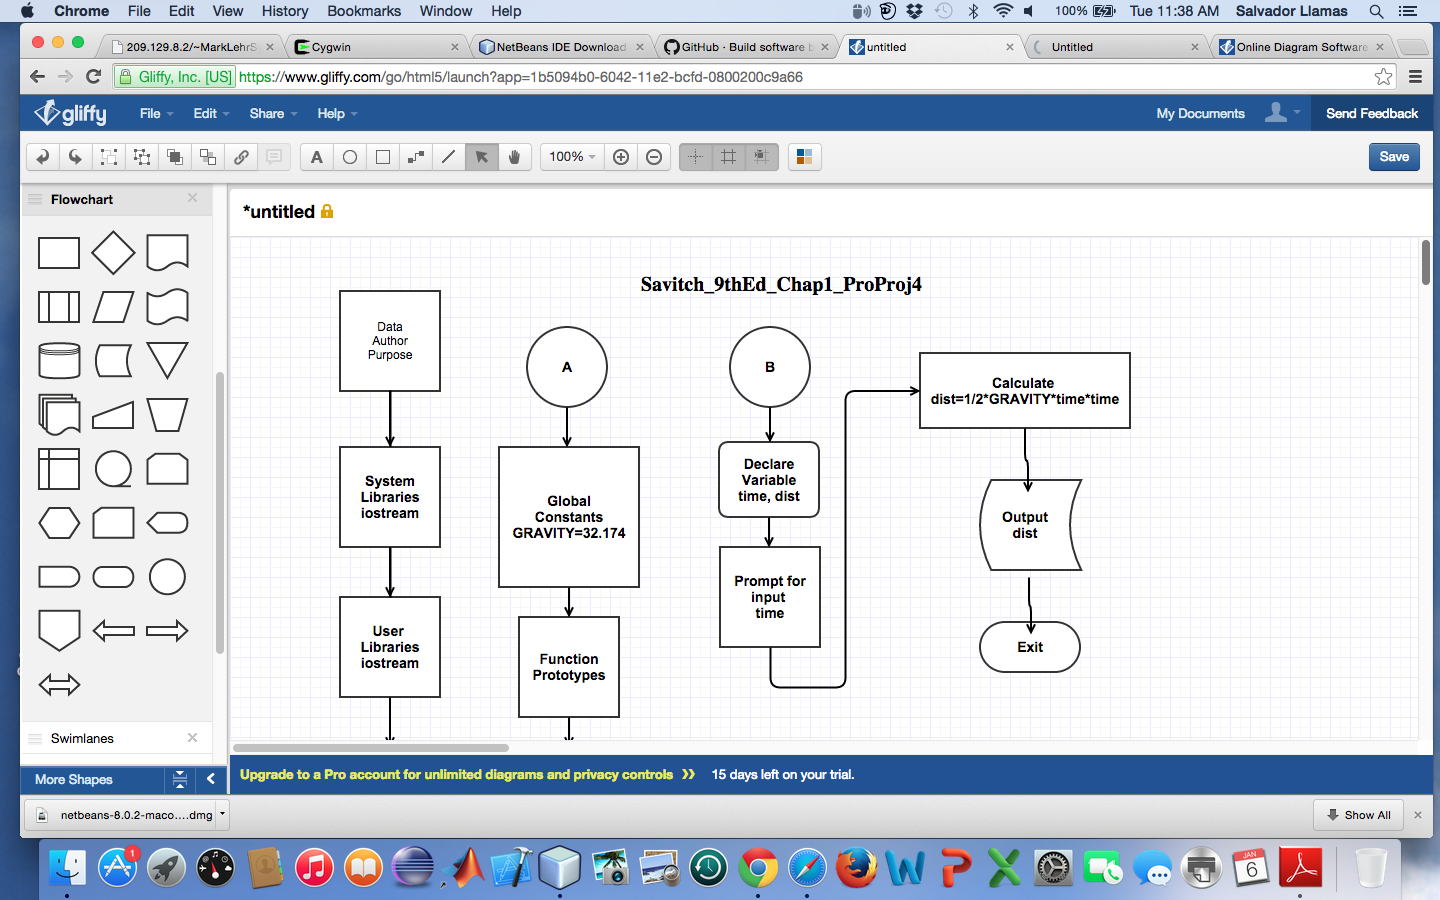 Chrome File Edit View History Bookmarks Window Help 100% Tue 11:38 AM Salvador Llamas
209.129.8.2/~MarkLehrS Cygwin NetBeans IDE Download GitHub · Build software b untitled Untitled Online Diagram Software
Gliffy, Inc. [US] https://www.gliffy.com/go/html5/launch?app=1b5094b0-6042-11e2-bcfd-0800200c9a66
gliffy File Edit Share Help My Documents Send Feedback
A 100% Save
Flowchart
*untitled
Savitch_9thEd_Chap1_ProProj4
Data
Author
Purpose
System
Libraries
iostream
User
Libraries
iostream
A
Global
Constants
GRAVITY=32.174
Function
Prototypes
B
Declare
Variable
time, dist
Prompt for
input
time
Calculate
dist=1/2*GRAVITY*time*time
Output
dist
Exit
Swimlanes
More Shapes
Upgrade to a Pro account for unlimited diagrams and privacy controls 15 days left on your trial.
netbeans-8.0.2-maco....dmg Show All
1
JAN
6